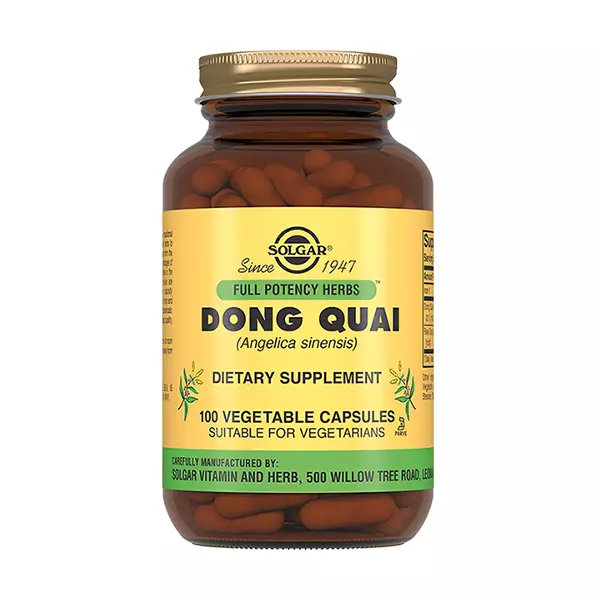 SOLGAR®
Since 1947
FULL POTENCY HERBS™
DONG QUAI
(Angelica sinensis)
DIETARY SUPPLEMENT
100 VEGETABLE CAPSULES
SUITABLE FOR VEGETARIANS
PARVE
CAREFULLY MANUFACTURED BY:
SOLGAR VITAMIN AND HERB, 500 WILLOW TREE ROAD,